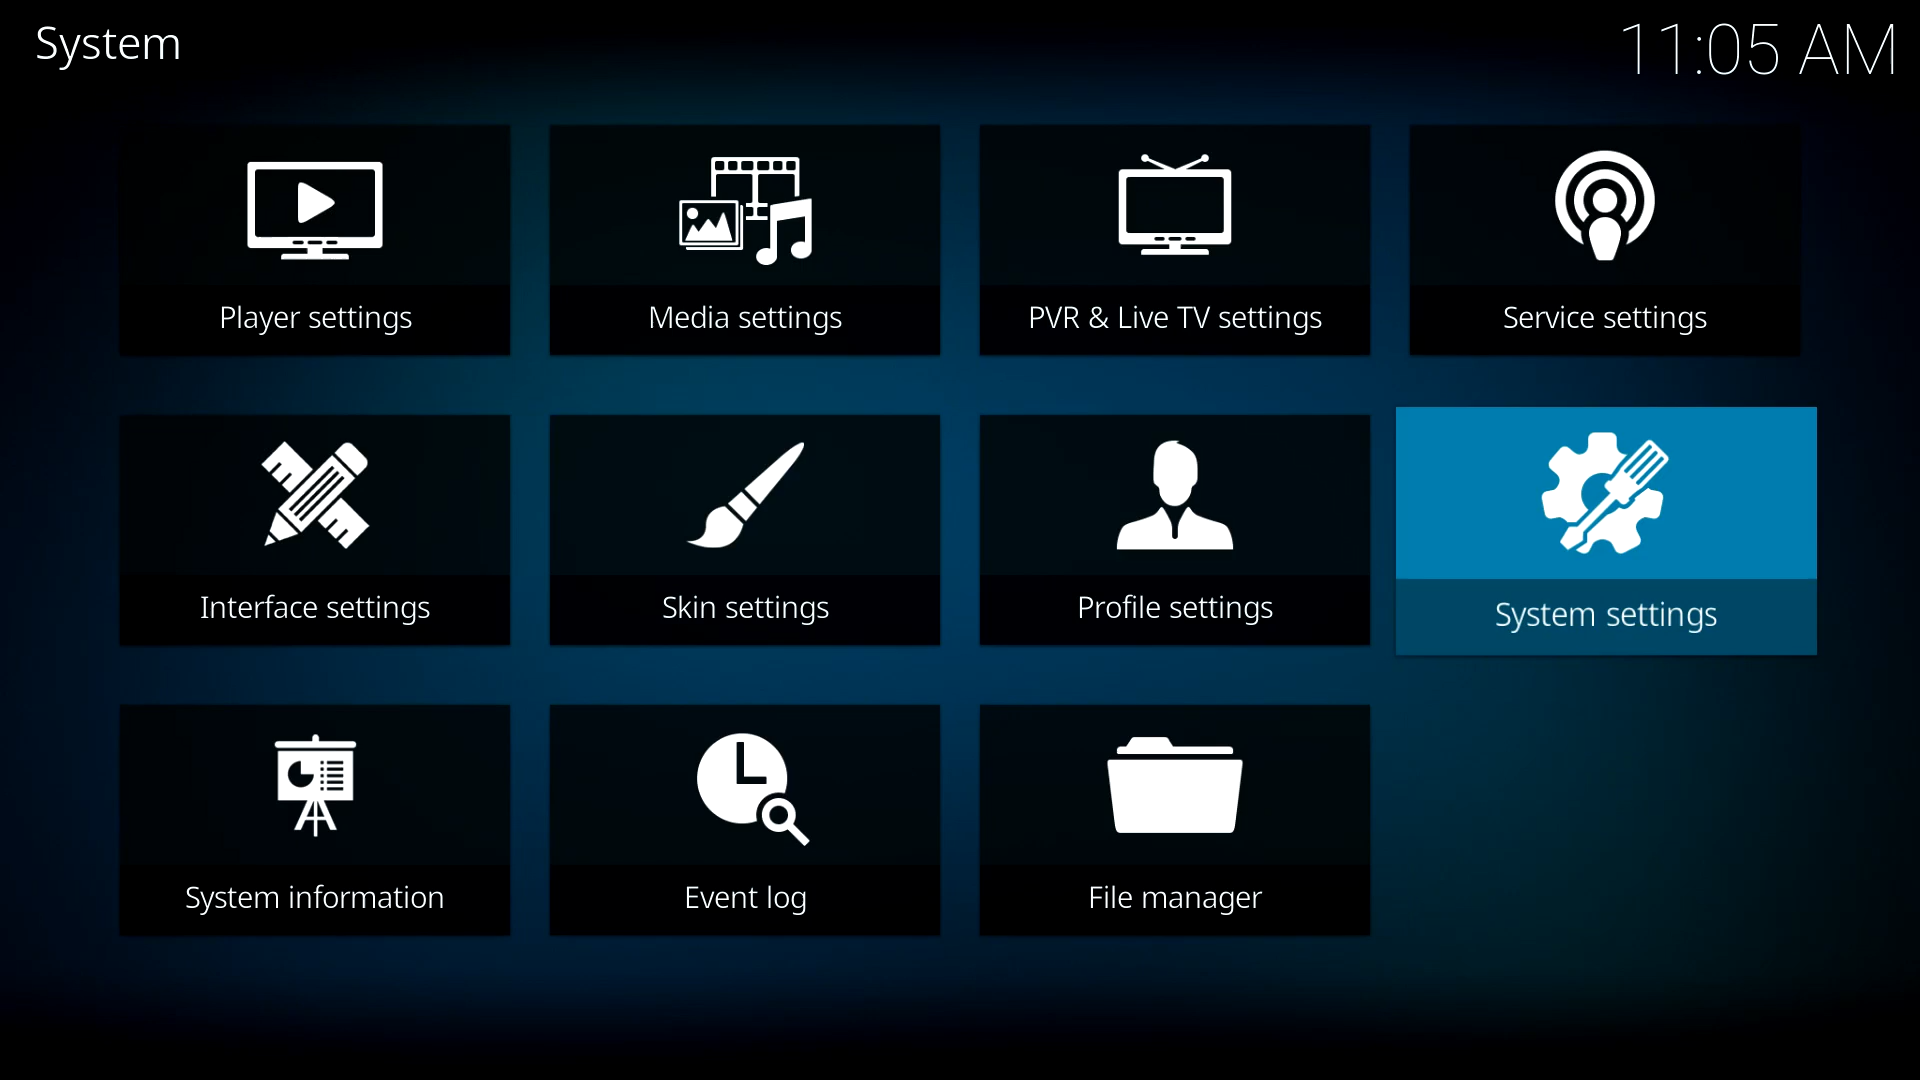 System
11:05 AM
Player settings
Media settings
PVR & Live TV settings
Service settings
Interface settings
Skin settings
Profile settings
System settings
System information
Event log
File manager